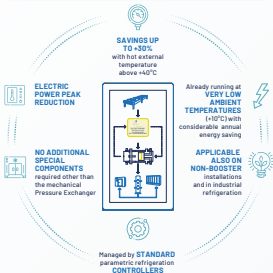 SAVINGS UP
TO +30%
with hot external
temperature
above +40°C
ELECTRIC
POWER PEAK
REDUCTION
Already running at
VERY LOW
AMBIENT
TEMPERATURES
(+10°C) with
considerable annual
energy saving
NO ADDITIONAL
SPECIAL
COMPONENTS
required other than
the mechanical
Pressure Exchanger
APPLICABLE
ALSO ON
NON-BOOSTER
installations
and in industrial
refrigeration
Managed by STANDARD
parametric refrigeration
CONTROLLERS